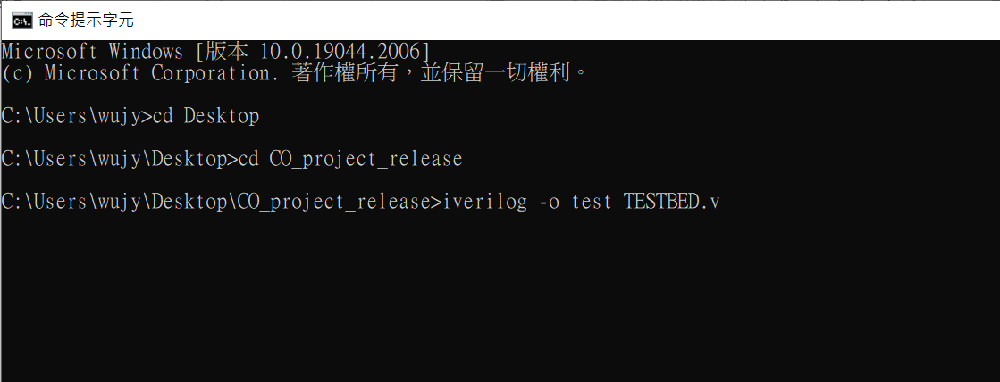 命令提示字元
Microsoft Windows [版本 10.0.19044.2006]
(c) Microsoft Corporation. 著作權所有，並保留一切權利。
C:\Users\wujy>cd Desktop
C:\Users\wujy\Desktop>cd CO_project_release
C:\Users\wujy\Desktop\CO_project_release>iverilog -o test TESTBED.v